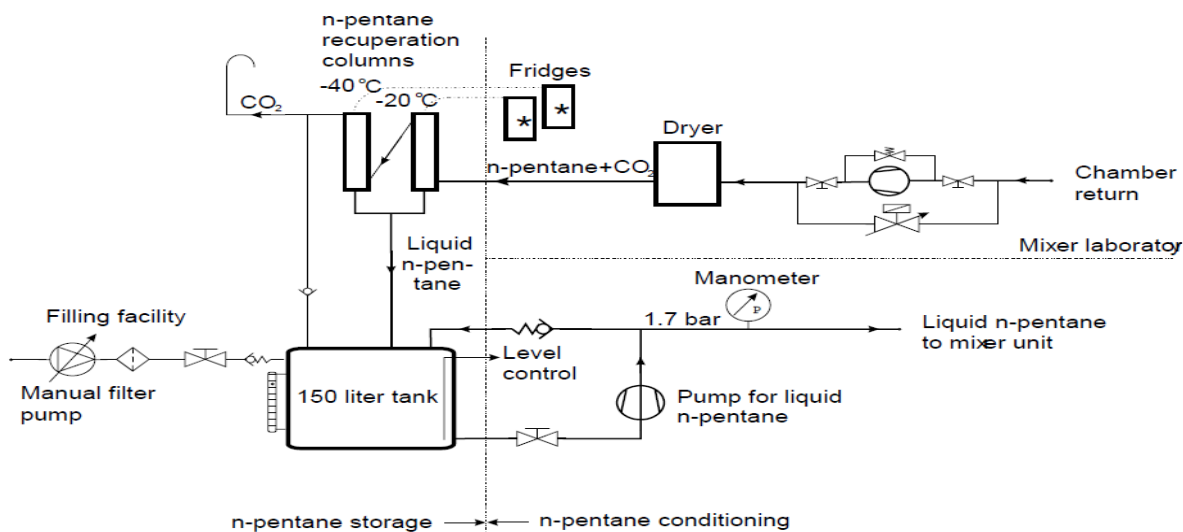 n-pentane
recuperation
columns
-40°C
-20°C
Fridges
*
*
CO2
Dryer
n-pentane+CO2
Chamber
return
Mixer laboratory
Liquid
n-pen-
tane
Manometer
P
1.7 bar
Liquid n-pentane
to mixer unit
Filling facility
Manual filter
pump
150 liter tank
Level
control
Pump for liquid
n-pentane
n-pentane storage
n-pentane conditioning